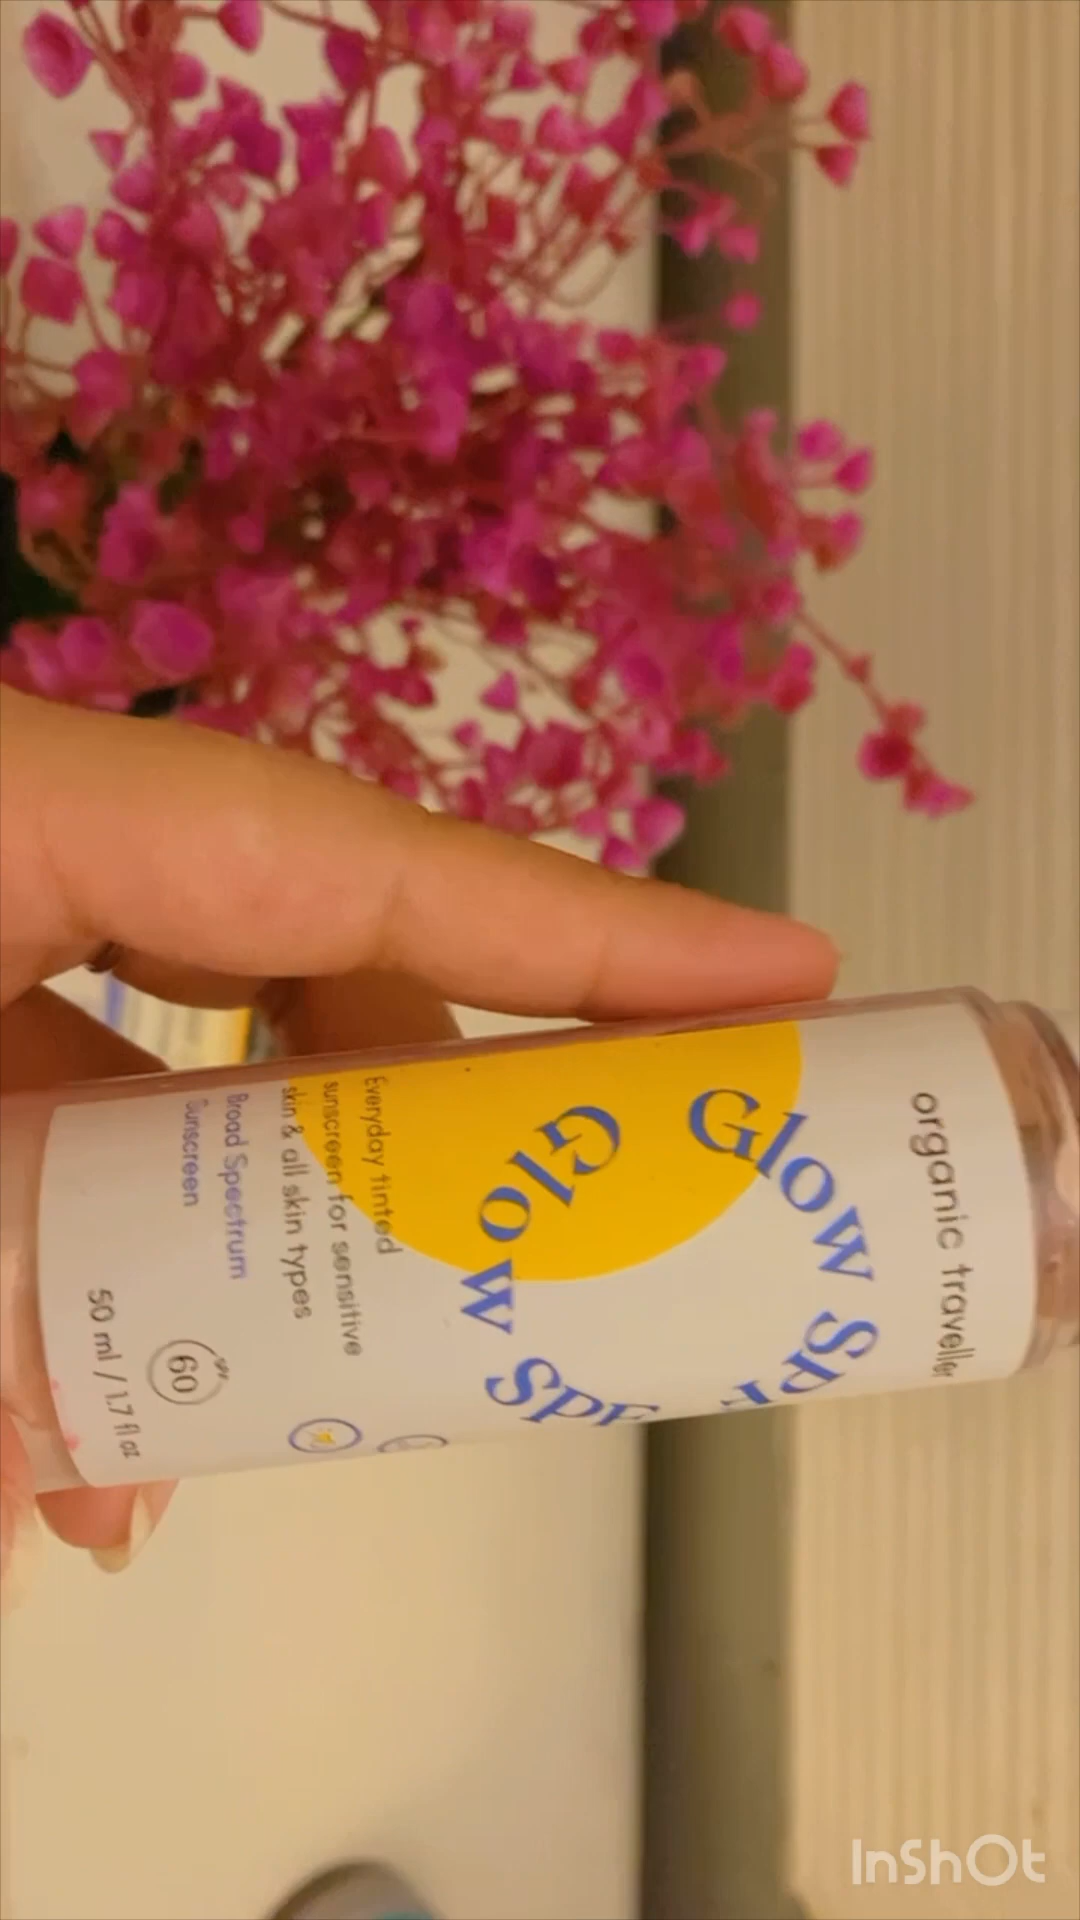 organic traveller
Glow SPF
Glow SPF
Everyday tinted
sunscreen for sensitive
skin & all skin types
Broad Spectrum
Sunscreen
SPF
60
50 ml / 1.7 fl oz
InShOt